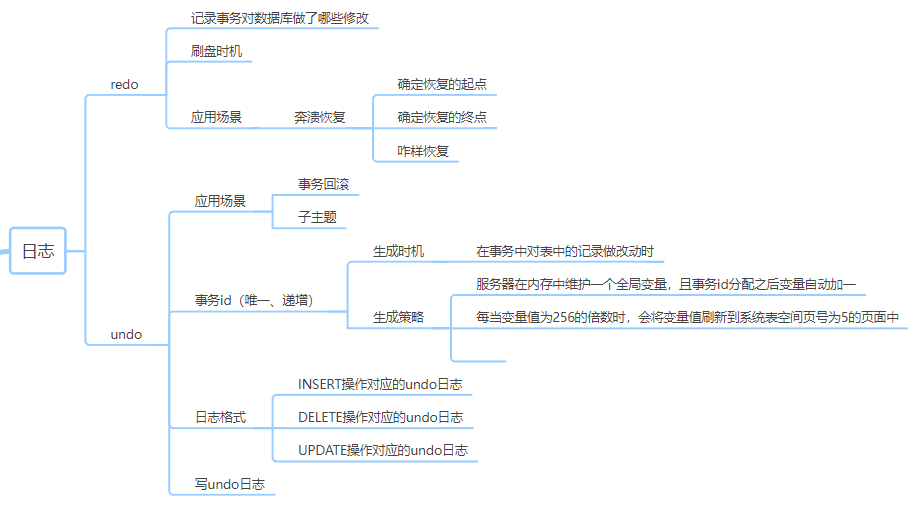 日志
redo
记录事务对数据库做了哪些修改
刷盘时机
应用场景
奔溃恢复
确定恢复的起点
确定恢复的终点
咋样恢复
undo
应用场景
事务回滚
子主题
事务id（唯一、递增）
生成时机
在事务中对表中的记录做改动时
生成策略
服务器在内存中维护一个全局变量，且事务id分配之后变量自动加一
每当变量值为256的倍数时，会将变量值刷新到系统表空间页号为5的页面中
日志格式
INSERT操作对应的undo日志
DELETE操作对应的undo日志
UPDATE操作对应的undo日志
写undo日志